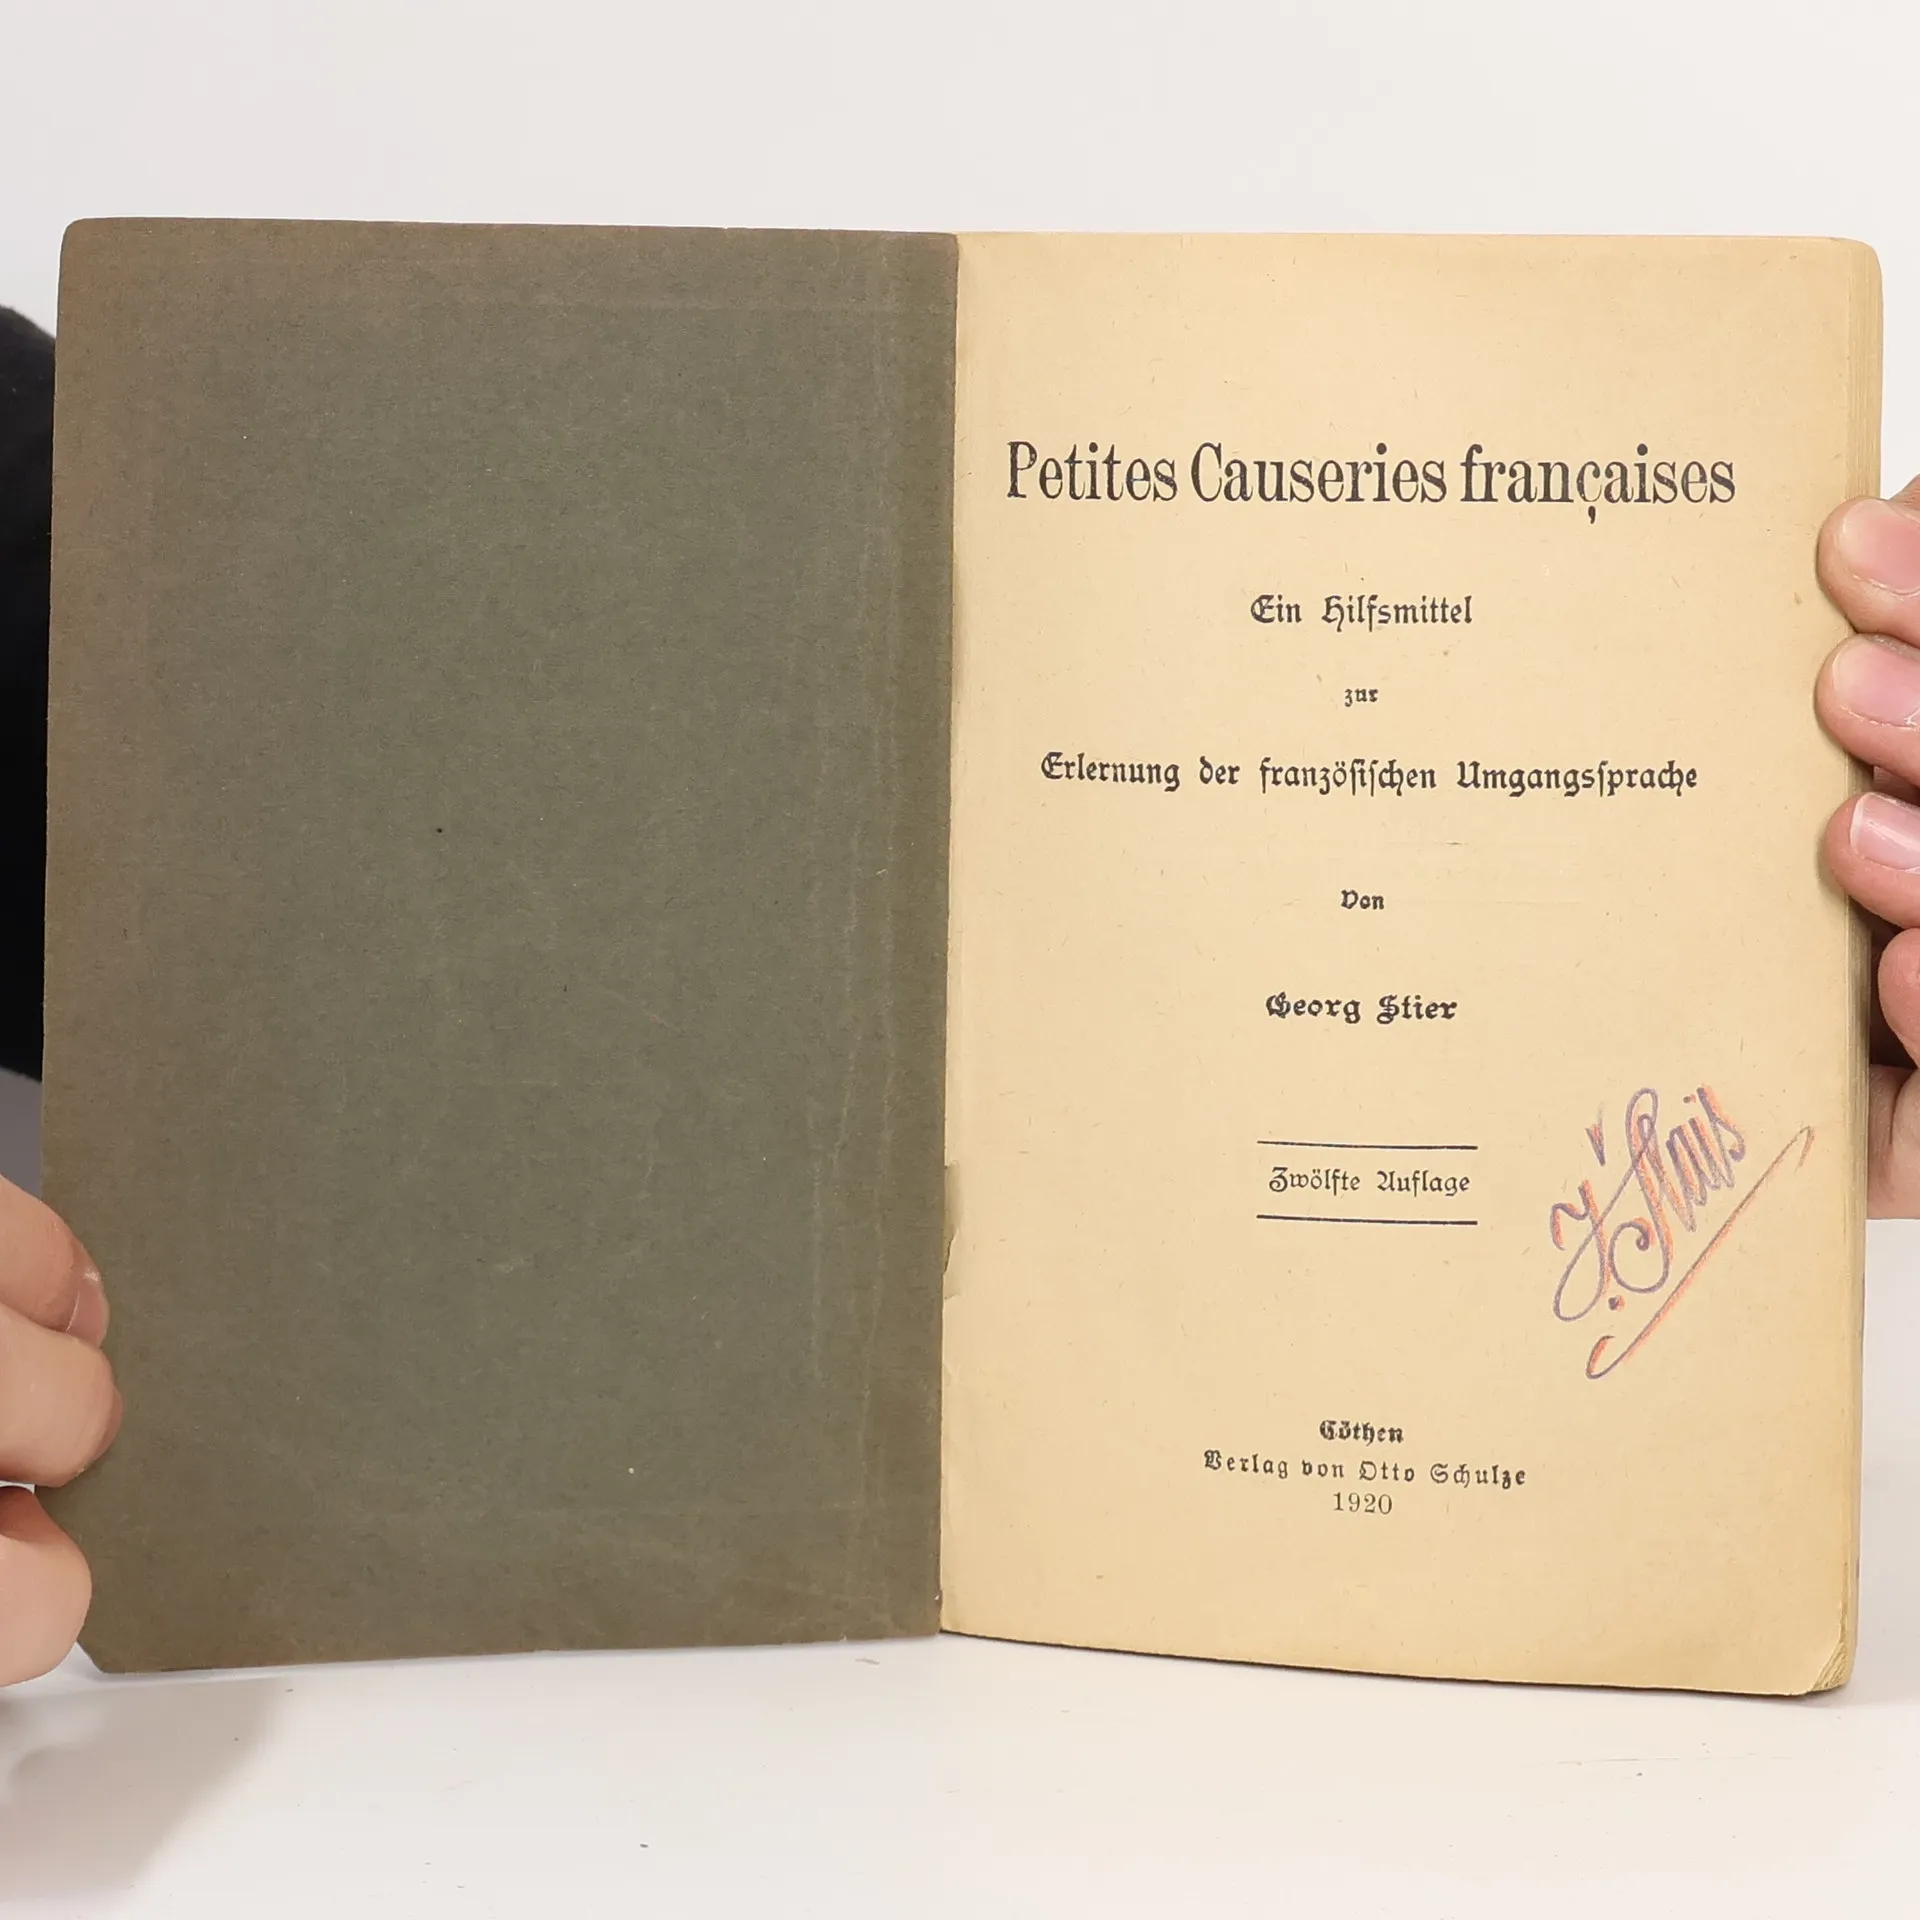 Petites Causeries françaises
Ein Hilfsmittel
zur
Erlernung der französischen Umgangssprache
Von
Georg Stier
Zwölfte Auflage
Cöthen
Verlag von Otto Schulze
1920